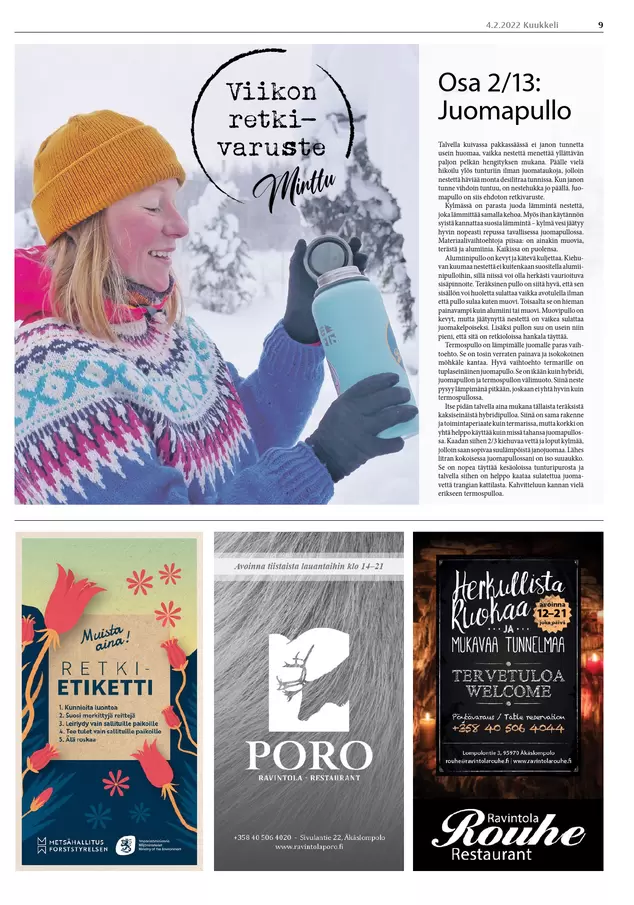 4.2.2022 Kuukkeli 9
Viikon
retki-
varuste
Minttu
Osa 2/13:
Juomapullo
Talvella kuivassa pakkassäässä ei janon tunnetta
usein huomaa, vaikka nestettä menettää yllättävän
paljon pelkän hengityksen mukana. Päälle vielä
hikoilu ylös tunturiin ilman juomataukoja, jolloin
nestettä häviää monta desilitraa tunnissa. Kun janon
tunne vihdoin tuntuu, on nestehukka jo päällä. Juo-
mapullo on siis ehdoton retkivaruste.
Kylmässä on parasta juoda lämmintä nestettä,
joka lämmittää samalla kehoa. Myös ihan käytännön
syistä kannattaa suosia lämmintä – kylmä vesi jäätyy
hyvin nopeasti repussa tavallisessa juomapullossa.
Materiaalivaihtoehtoja piisaa: on ainakin muovia,
terästä ja alumiinia. Kaikissa on puolensa.
Alumiinipullo on kevyt ja kätevä kuljettaa. Kiehu-
van kuumaa nestettä ei kuitenkaan suositella alumii-
nipulloihin, sillä niissä voi olla herkästi vaurioituva
sisäpinnoite. Teräksinen pullo on siitä hyvä, että sen
sisällön voi huoletta sulattaa vaikka avotulella ilman
että pullo sulaa kuten muovi. Toisaalta se on hieman
painavampi kuin alumiini tai muovi. Muovipullo on
kevyt, mutta jäätynyttä nestettä on vaikea sulattaa
juomakelpoiseksi. Lisäksi pullon suu on usein niin
pieni, että sitä on retkioloissa hankala täyttää.
Termospullo on lämpimälle juomalle paras vaih-
toehto. Se on tosin verraten painava ja isokokoinen
möhkäle kantaa. Hyvä vaihtoehto termarille on
tuplaseinäinen juomapullo. Se on ikään kuin hybridi,
juomapullon ja termospullon välimuoto. Siinä neste
pysyy lämpimänä pitkään, joskaan ei yhtä hyvin kuin
termospullossa.
Itse pidän talvella aina mukana tällaista teräksistä
kaksiseinäistä hybridipulloa. Siinä on sama rakenne
ja toimintaperiaate kuin termarissa, mutta korkki on
yhtä helppo käyttää kuin missä tahansa juomapullos-
sa. Kaadan siihen 2/3 kiehuvaa vettä ja loput kylmää,
jolloin saan sopivaa suulämpöistä janojuomaa. Lähes
litran kokoisessa juomapullossani on iso suuaukko.
Se on nopea täyttää kesäoloissa tunturipurosta ja
talvella siihen on helppo kaataa sulatettua juoma-
vettä trangian kattilasta. Kahvitteluun kannan vielä
erikseen termospulloa.
Muista
aina!
RETKI-
ETIKETTI
1. Kunnioita luontoa
2. Suosi merkittyjä reittejä
3. Leiriydy vain sallituille paikoille
4. Tee tulet vain sallituille paikoille
5. Älä roskaa
METSÄHALLITUS
FORSTSTYRELSEN
Ympäristöministeriö
Miljöministeriet
Ministry of the Environment
Avoinna tiistaista lauantaihin klo 14–21
PORO
RAVINTOLA · RESTAURANT
+358 40 506 4020 - Sivulantie 22, Äkäslompolo
www.ravintolaporo.fi
Herkullista
Ruokaa
avoinna
12–21
joka päivä
JA
MUKAVAA TUNNELMAA
TERVETULOA
WELCOME
Pöytävaraus / Table reservation
+358 40 506 4044
Lompolontie 3, 95970 Äkäslompolo
rouhe@ravintolarouhe.fi | www.ravintolarouhe.fi
Ravintola
Rouhe
Restaurant